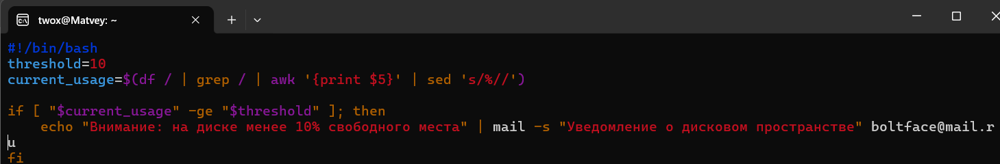 twox@Matvey: ~
#!/bin/bash
threshold=10
current_usage=$(df / | grep / | awk '{print $5}' | sed 's/%//')
if [ "$current_usage" -ge "$threshold" ]; then
    echo "Внимание: на диске менее 10% свободного места" | mail -s "Уведомление о дисковом пространстве" boltface@mail.r
u
fi